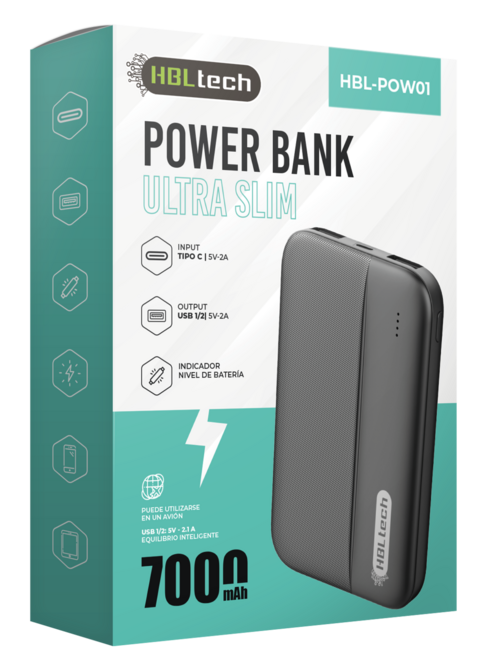 HBLtech
HBL-POW01
POWER BANK
ULTRA SLIM
INPUT
TIPO C | 5V-2A
OUTPUT
USB 1/2| 5V-2A
INDICADOR
NIVEL DE BATERÍA
PUEDE UTILIZARSE
EN UN AVIÓN
USB 1/2: 5V - 2.1 A
EQUILIBRIO INTELIGENTE
7000
mAh
HBLtech